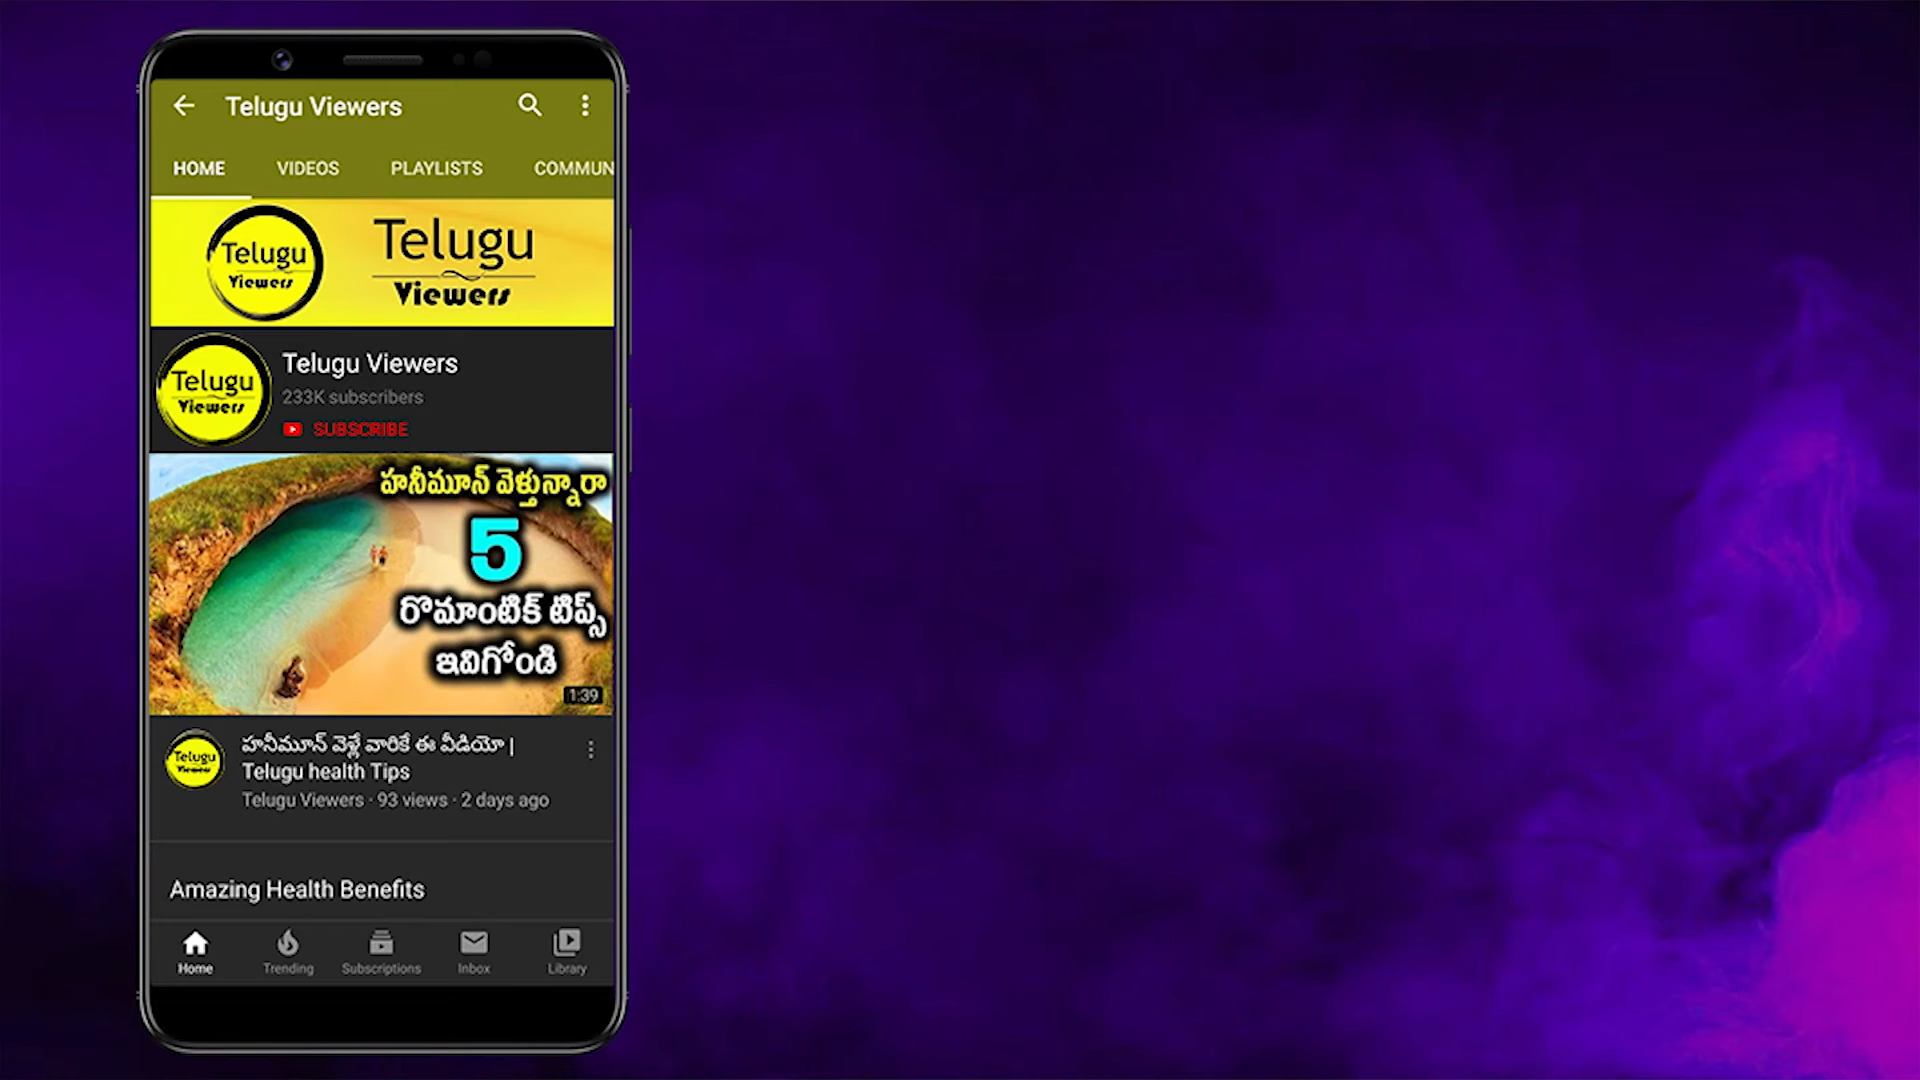 Telugu Viewers
HOME VIDEOS PLAYLISTS COMMUN
Telugu
Viewers
Telugu
Viewers
Telugu
Viewers
Telugu Viewers
233K subscribers
SUBSCRIBE
హనీమూన్ వెళ్తున్నారా
5
రొమాంటిక్ టిప్స్
ఇవిగోండి
1:39
Telugu
Viewers
హనీమూన్ వెళ్లే వారికే ఈ వీడియో |
Telugu health Tips
Telugu Viewers · 93 views · 2 days ago
Amazing Health Benefits
Home Trending Subscriptions Inbox Library